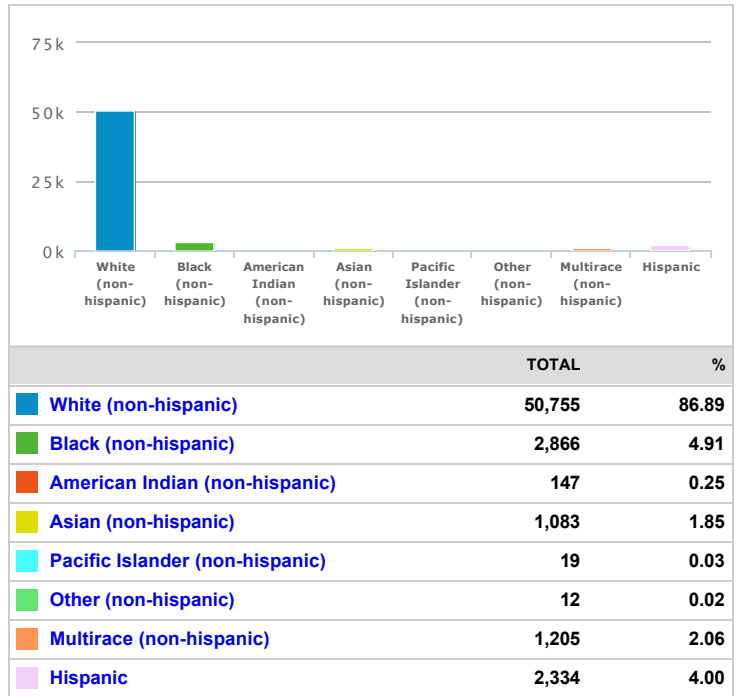 75k
50k
25k
0k
White (non-hispanic)
Black (non-hispanic)
American Indian (non-hispanic)
Asian (non-hispanic)
Pacific Islander (non-hispanic)
Other (non-hispanic)
Multirace (non-hispanic)
Hispanic
TOTAL %
White (non-hispanic) 50,755 86.89
Black (non-hispanic) 2,866 4.91
American Indian (non-hispanic) 147 0.25
Asian (non-hispanic) 1,083 1.85
Pacific Islander (non-hispanic) 19 0.03
Other (non-hispanic) 12 0.02
Multirace (non-hispanic) 1,205 2.06
Hispanic 2,334 4.00